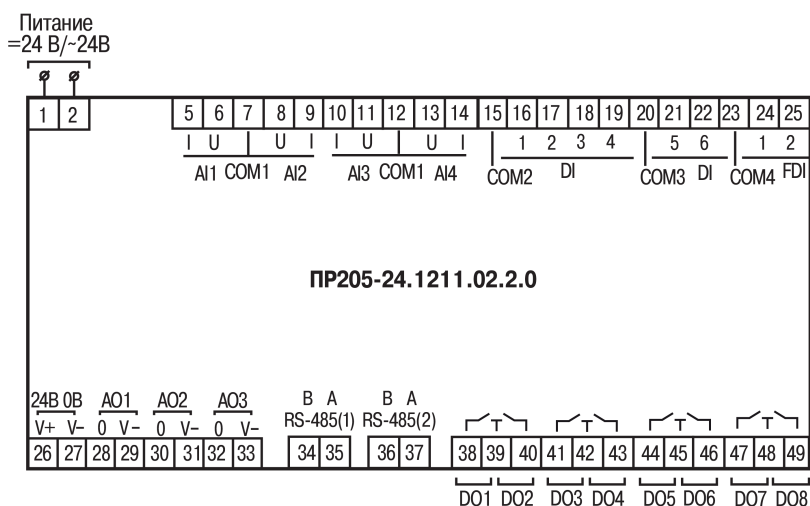 Питание
=24 В/~24В
1 2 5 6 7 8 9 10 11 12 13 14 15 16 17 18 19 20 21 22 23 24 25
I U U I I U U I 1 2 3 4 5 6 1 2
AI1 COM1 AI2 AI3 COM1 AI4 COM2 DI COM3 DI COM4 FDI
ПР205-24.1211.02.2.0
24В 0В AO1 AO2 AO3 B A B A
V+ V- 0 V- 0 V- 0 V- RS-485(1) RS-485(2)
26 27 28 29 30 31 32 33 34 35 36 37 38 39 40 41 42 43 44 45 46 47 48 49
DO1 DO2 DO3 DO4 DO5 DO6 DO7 DO8